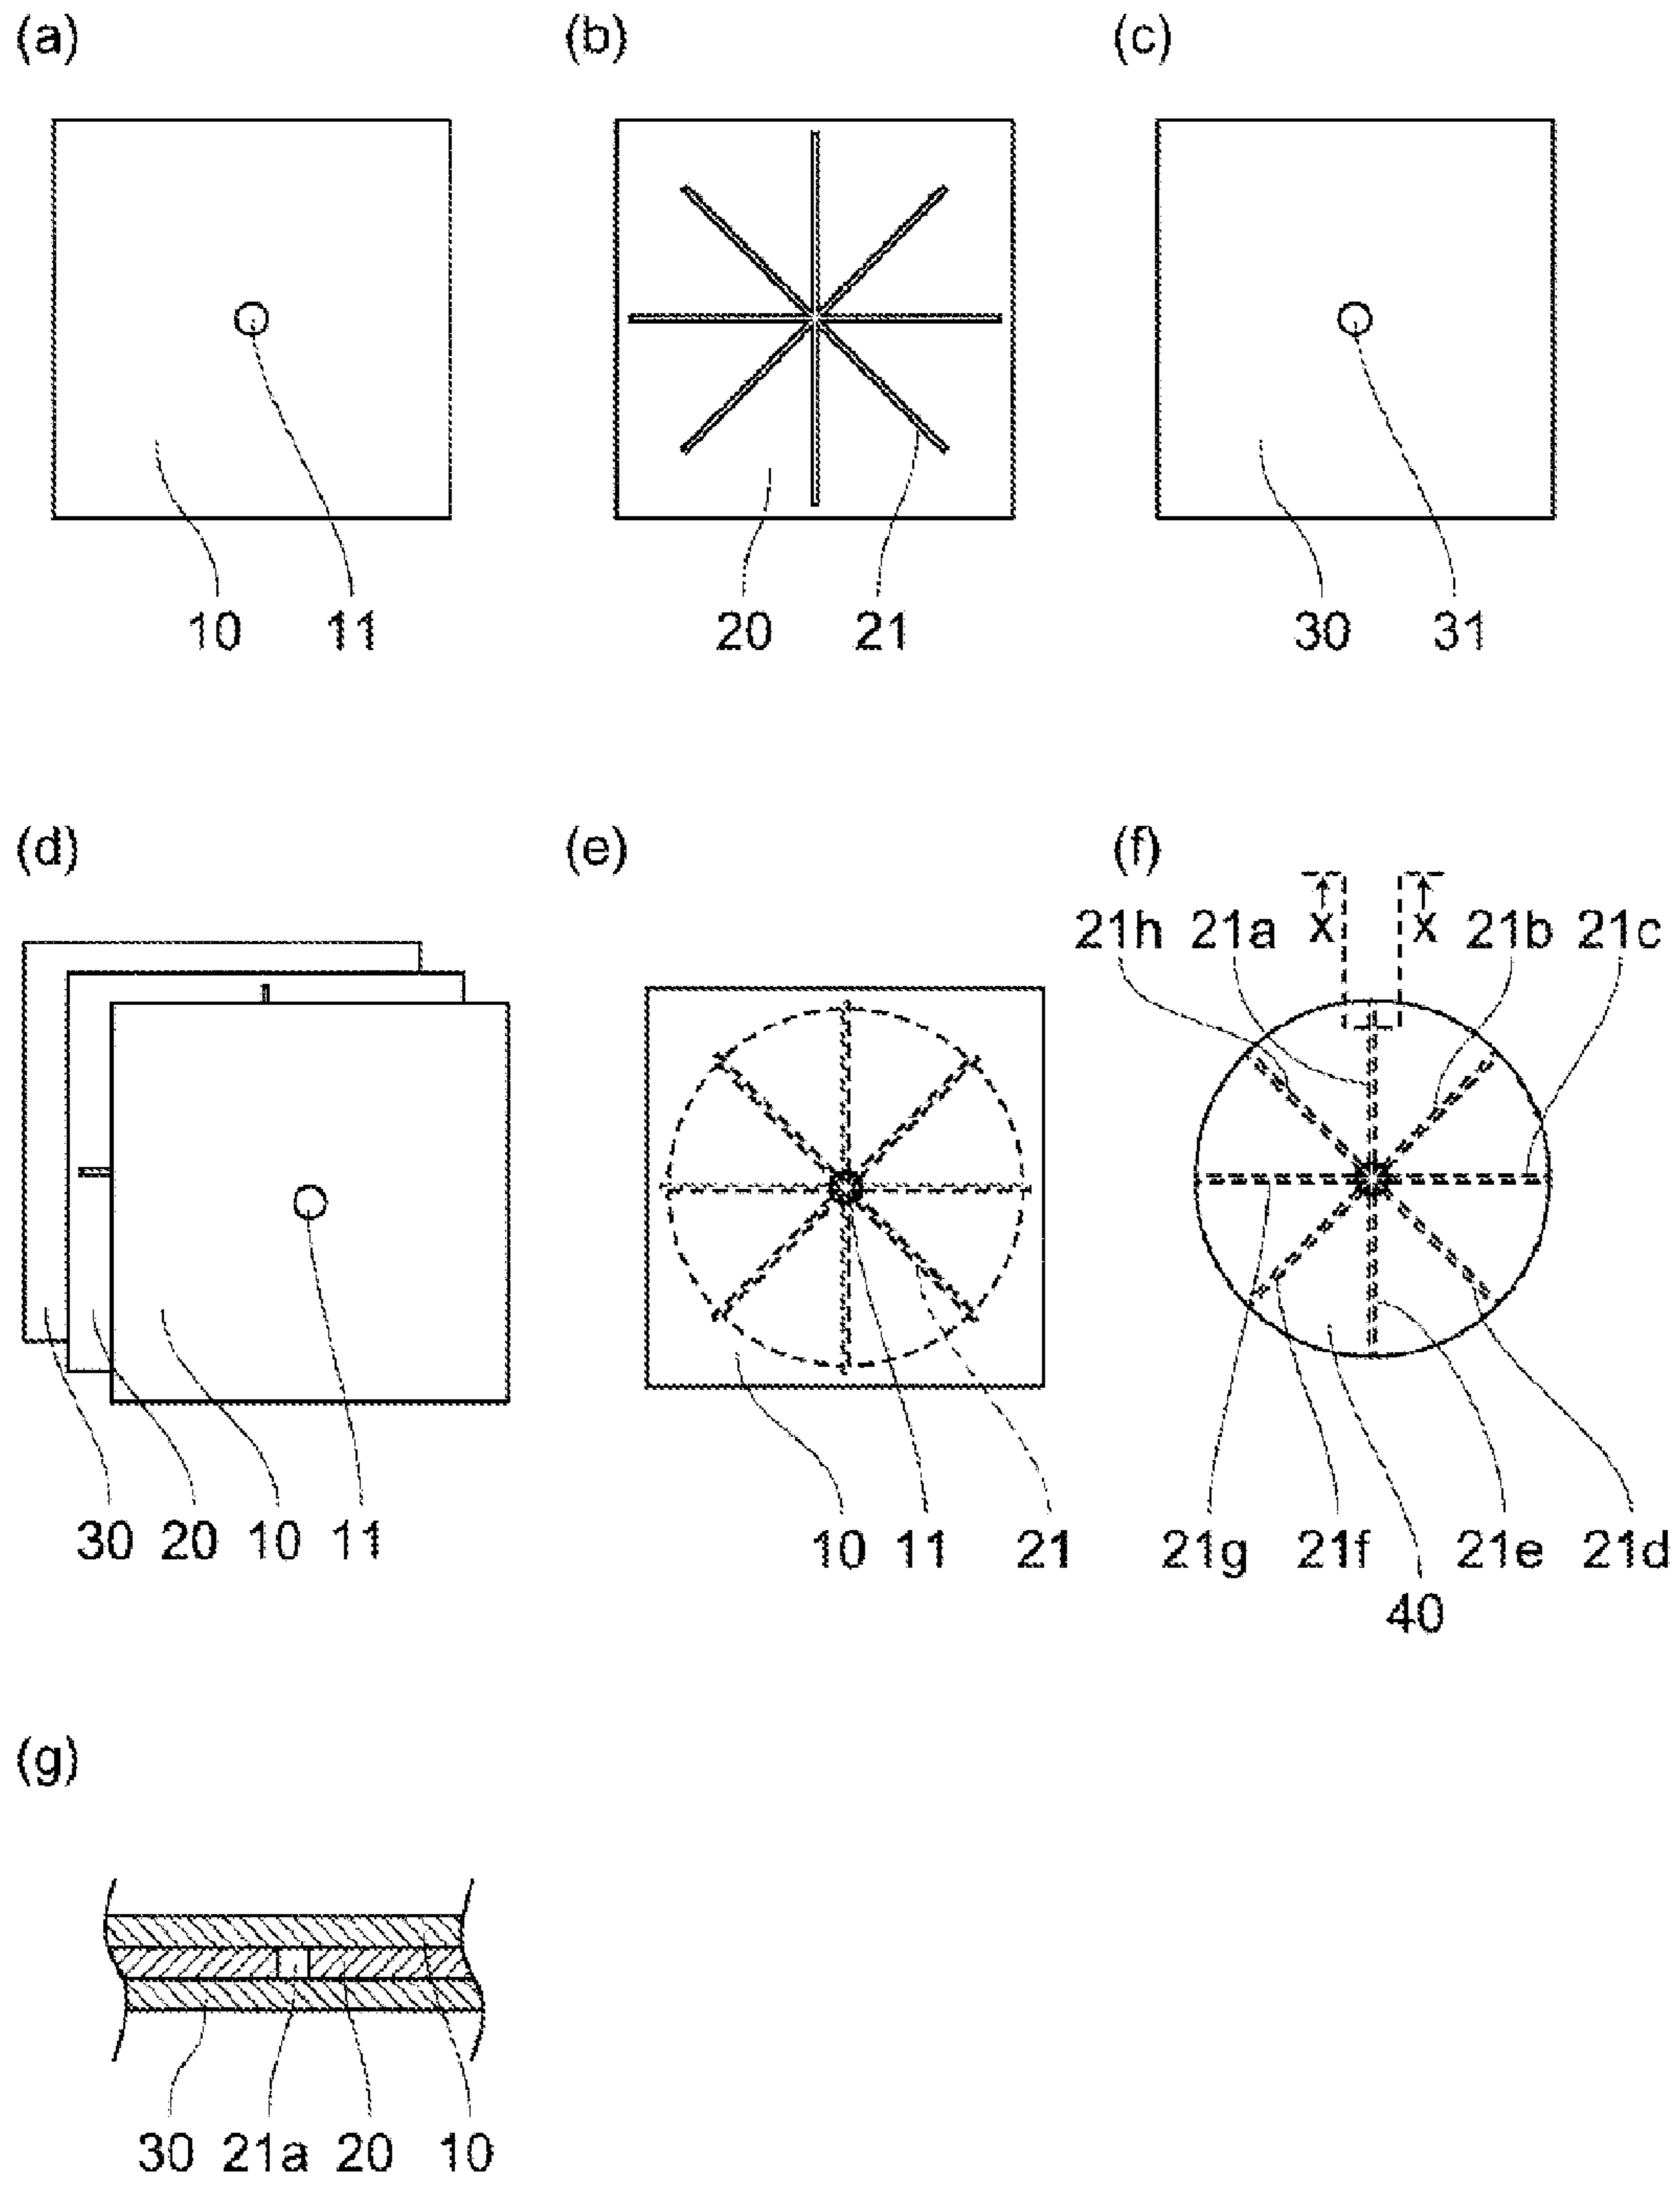 (a) (b) (c)
10 11 20 21 30 31
(d) (e) (f)
21h 21a X X 21b 21c
30 20 10 11 10 11 21 21g 21f 21e 21d
40
(g)
30 21a 20 10